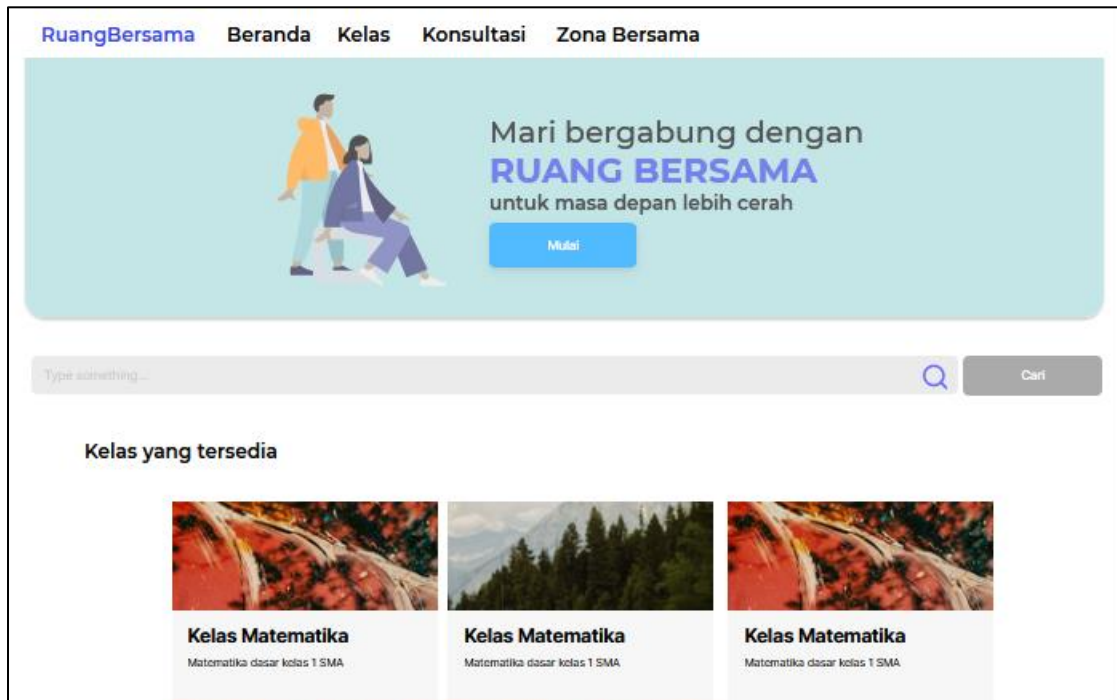 RuangBersama Beranda Kelas Konsultasi Zona Bersama
Mari bergabung dengan
RUANG BERSAMA
untuk masa depan lebih cerah
Mulai
Type something...
Cari
Kelas yang tersedia
Kelas Matematika
Matematika dasar kelas 1 SMA
Kelas Matematika
Matematika dasar kelas 1 SMA
Kelas Matematika
Matematika dasar kelas 1 SMA